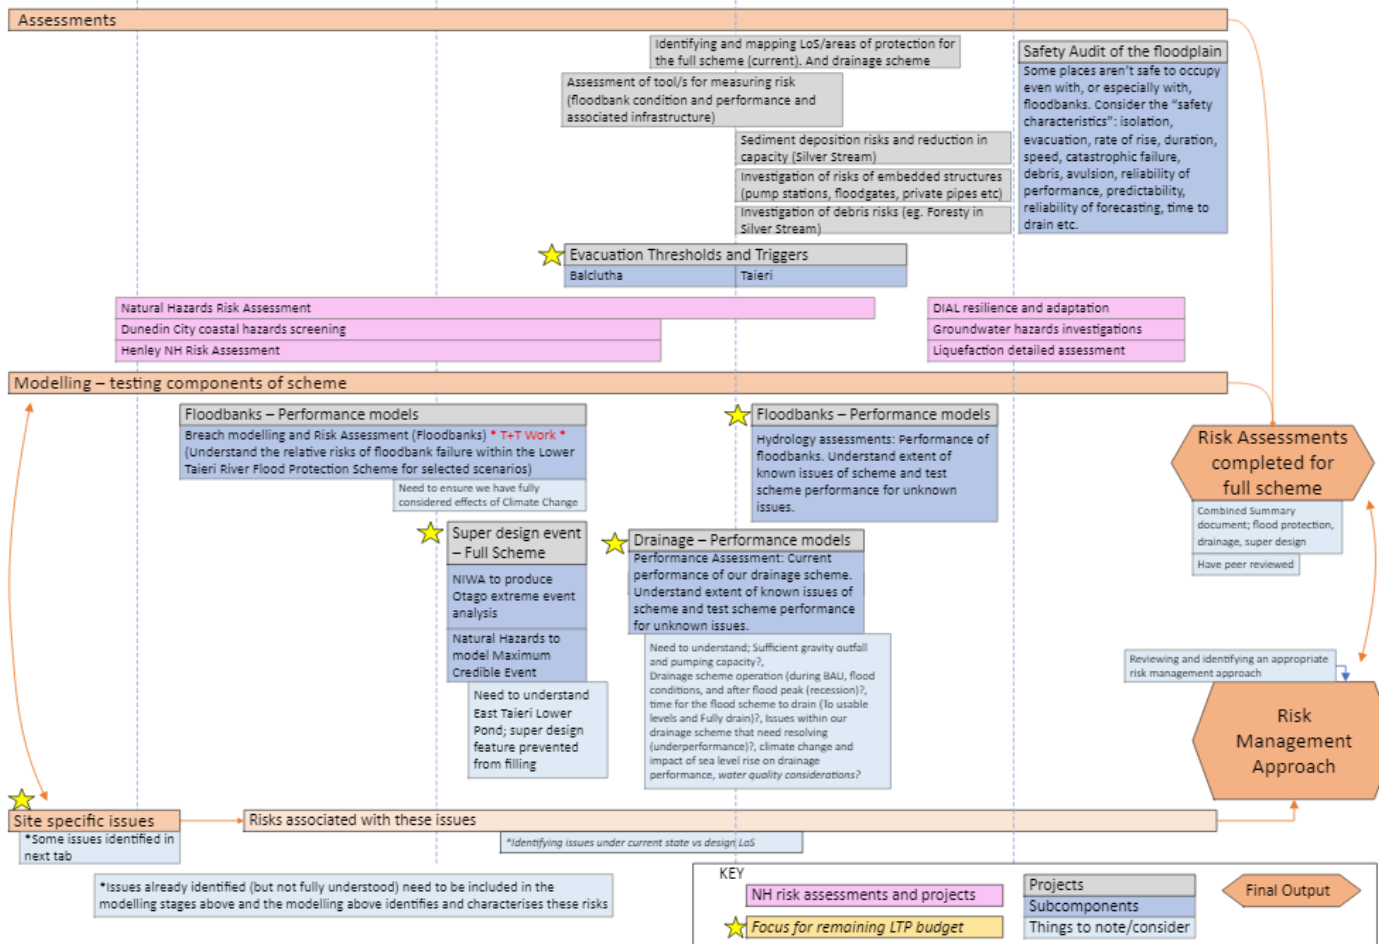 Assessments
Identifying and mapping LoS/areas of protection for
the full scheme (current). And drainage scheme
Assessment of tool/s for measuring risk
(floodbank condition and performance and
associated infrastructure)
Sediment deposition risks and reduction in
capacity (Silver Stream)
Investigation of risks of embedded structures
(pump stations, floodgates, private pipes etc)
Investigation of debris risks (eg. Foresty in
Silver Stream)
Safety Audit of the floodplain
Some places aren't safe to occupy
even with, or especially with,
floodbanks. Consider the "safety
characteristics": isolation,
evacuation, rate of rise, duration,
speed, catastrophic failure,
debris, avulsion, reliability of
performance, predictability,
reliability of forecasting, time to
drain etc.
Evacuation Thresholds and Triggers
Balclutha
Taieri
Natural Hazards Risk Assessment
Dunedin City coastal hazards screening
Henley NH Risk Assessment
DIAL resilience and adaptation
Groundwater hazards investigations
Liquefaction detailed assessment
Modelling – testing components of scheme
Floodbanks – Performance models
Breach modelling and Risk Assessment (Floodbanks) * T+T Work *
(Understand the relative risks of floodbank failure within the Lower
Taieri River Flood Protection Scheme for selected scenarios)
Need to ensure we have fully
considered effects of Climate Change
Floodbanks – Performance models
Hydrology assessments: Performance of
floodbanks. Understand extent of
known issues of scheme and test
scheme performance for unknown
issues.
Super design event
– Full Scheme
NIWA to produce
Otago extreme event
analysis
Natural Hazards to
model Maximum
Credible Event
Need to understand
East Taieri Lower
Pond; super design
feature prevented
from filling
Drainage – Performance models
Performance Assessment: Current
performance of our drainage scheme.
Understand extent of known issues of
scheme and test scheme performance
for unknown issues.
Need to understand; Sufficient gravity outfall
and pumping capacity?,
Drainage scheme operation (during BAU, flood
conditions, and after flood peak (recession)?,
time for the flood scheme to drain (To usable
levels and Fully drain)?, Issues within our
drainage scheme that need resolving
(underperformance)?, climate change and
impact of sea level rise on drainage
performance, water quality considerations?
Risk Assessments
completed for
full scheme
Combined Summary
document; flood protection,
drainage, super design
Have peer reviewed
Reviewing and identifying an appropriate
risk management approach
Risk
Management
Approach
Site specific issues
*Some issues identified in
next tab
Risks associated with these issues
*Identifying issues under current state vs design LoS
*Issues already identified (but not fully understood) need to be included in the
modelling stages above and the modelling above identifies and characterises these risks
KEY
NH risk assessments and projects
Focus for remaining LTP budget
Projects
Subcomponents
Things to note/consider
Final Output